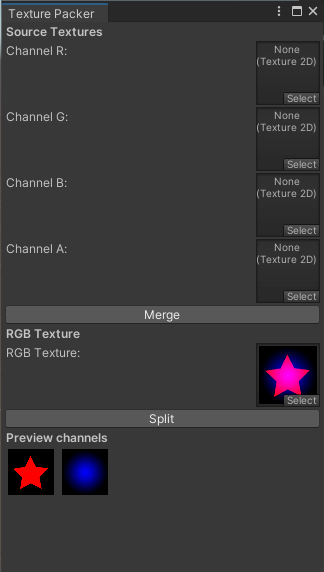 Texture Packer
Source Textures
Channel R:
None
(Texture 2D)
Select
Channel G:
None
(Texture 2D)
Select
Channel B:
None
(Texture 2D)
Select
Channel A:
None
(Texture 2D)
Select
Merge
RGB Texture
RGB Texture:
Select
Split
Preview channels